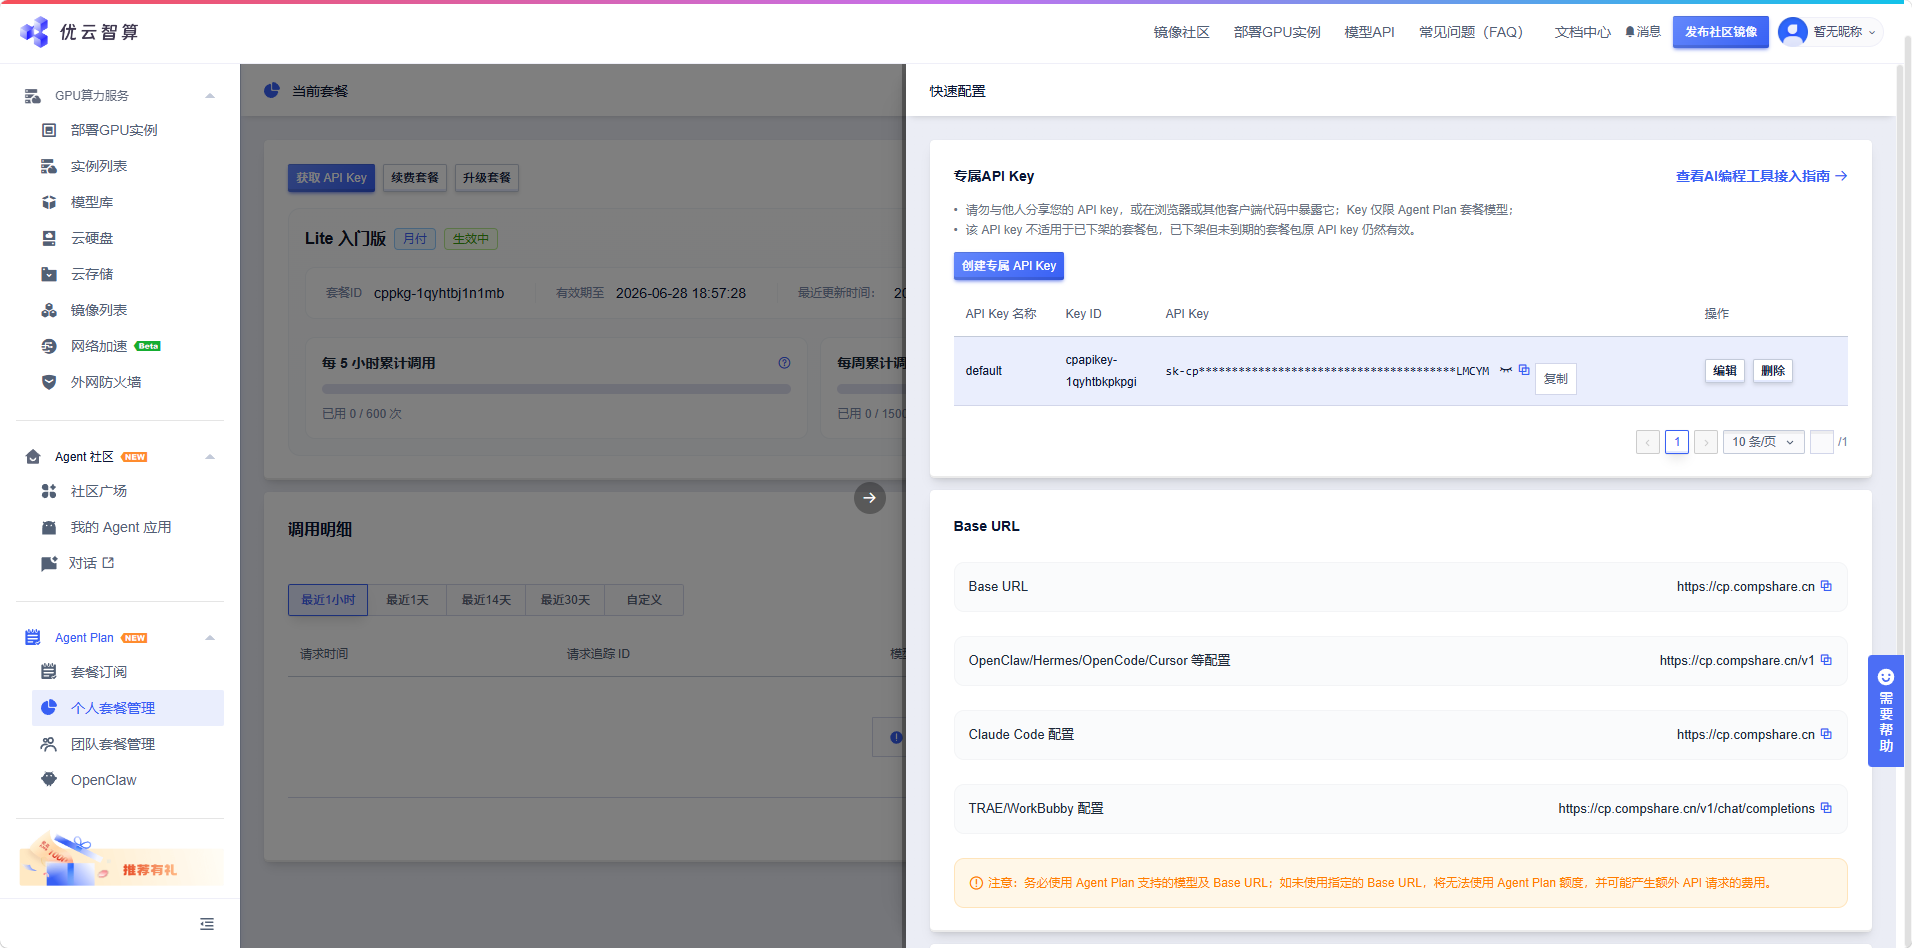 优云智算
镜像社区
部署GPU实例
模型API
常见问题（FAQ）
文档中心
消息
发布社区镜像
暂无昵称
GPU算力服务
部署GPU实例
实例列表
模型库
云硬盘
云存储
镜像列表
网络加速 Beta
外网防火墙
Agent 社区 NEW
社区广场
我的 Agent 应用
对话
Agent Plan NEW
套餐订阅
个人套餐管理
团队套餐管理
OpenClaw
推荐有礼
当前套餐
获取 API Key
续费套餐
升级套餐
Lite 入门版 月付 生效中
套餐ID cppkg-1qyhtbj1n1mb 有效期至 2026-06-28 18:57:28 最近更新时间： 20
每 5 小时累计调用
已用 0 / 600 次
每周累计调
已用 0 / 1500
调用明细
最近1小时
最近1天
最近14天
最近30天
自定义
请求时间
请求追踪 ID
模
快速配置
专属API Key
查看AI编程工具接入指南
• 请勿与他人分享您的 API key，或在浏览器或其他客户端代码中暴露它；Key 仅限 Agent Plan 套餐模型；
• 该 API key 不适用于已下架的套餐包，已下架但未到期的套餐包原 API key 仍然有效。
创建专属 API Key
API Key 名称 Key ID API Key 操作
default
cpapikey-
1qyhtbkpkpgi
sk-cp***************************************LMCYM
复制
编辑
删除
1
10 条/页
/1
Base URL
Base URL https://cp.compshare.cn
OpenClaw/Hermes/OpenCode/Cursor 等配置 https://cp.compshare.cn/v1
Claude Code 配置 https://cp.compshare.cn
TRAE/WorkBubby 配置 https://cp.compshare.cn/v1/chat/completions
注意：务必使用 Agent Plan 支持的模型及 Base URL；如未使用指定的 Base URL，将无法使用 Agent Plan 额度，并可能产生额外 API 请求的费用。
需要帮助